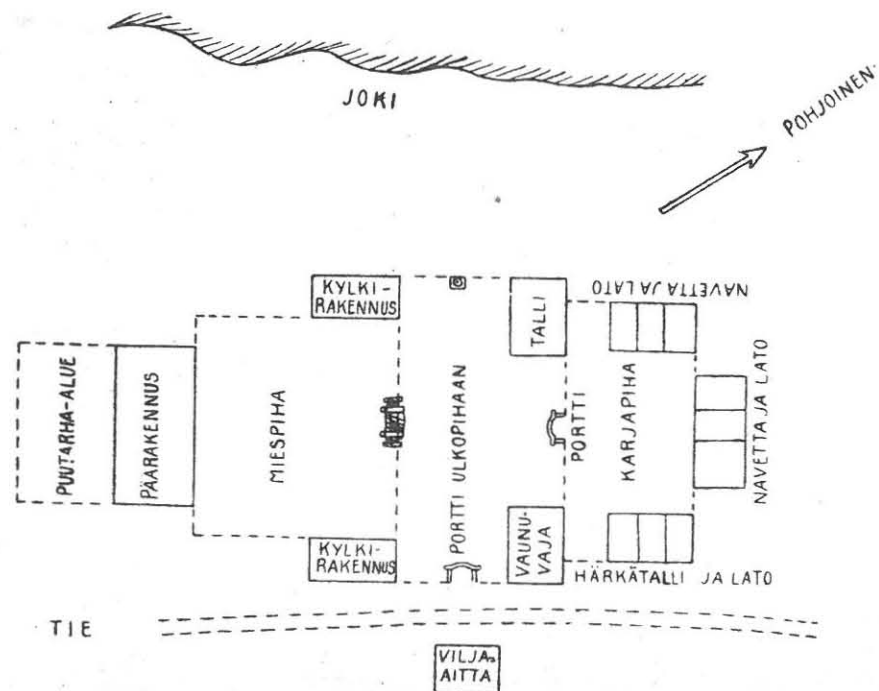 JOKI
POHJOINEN
KYLKI-
RAKENNUS
TALLI
NAVETTA JA LATO
PUUTARHA-ALUE
PÄÄRAKENNUS
MIESPIHA
PORTTI ULKOPIHAAN
PORTTI
KARJAPIHA
NAVETTA JA LATO
KYLKI-
RAKENNUS
VAUNU-
VAJA
HÄRKÄTALLI JA LATO
TIE
VILJA-
AITTA